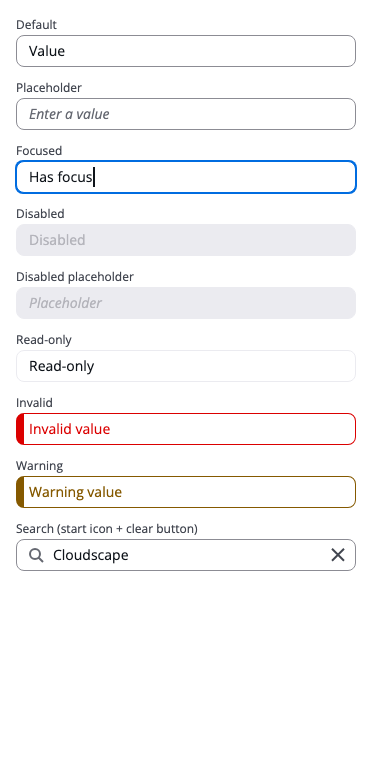 Default
Value
Placeholder
Enter a value
Focused
Has focus
Disabled
Disabled
Disabled placeholder
Placeholder
Read-only
Read-only
Invalid
Invalid value
Warning
Warning value
Search (start icon + clear button)
Cloudscape